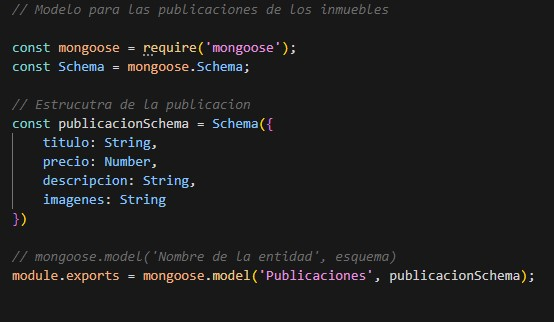 // Modelo para las publicaciones de los inmuebles
const mongoose = require('mongoose');
const Schema = mongoose.Schema;
// Estrucutra de la publicacion
const publicacionSchema = Schema({
titulo: String,
precio: Number,
descripcion: String,
imagenes: String
})
// mongoose.model('Nombre de la entidad', esquema)
module.exports = mongoose.model('Publicaciones', publicacionSchema);